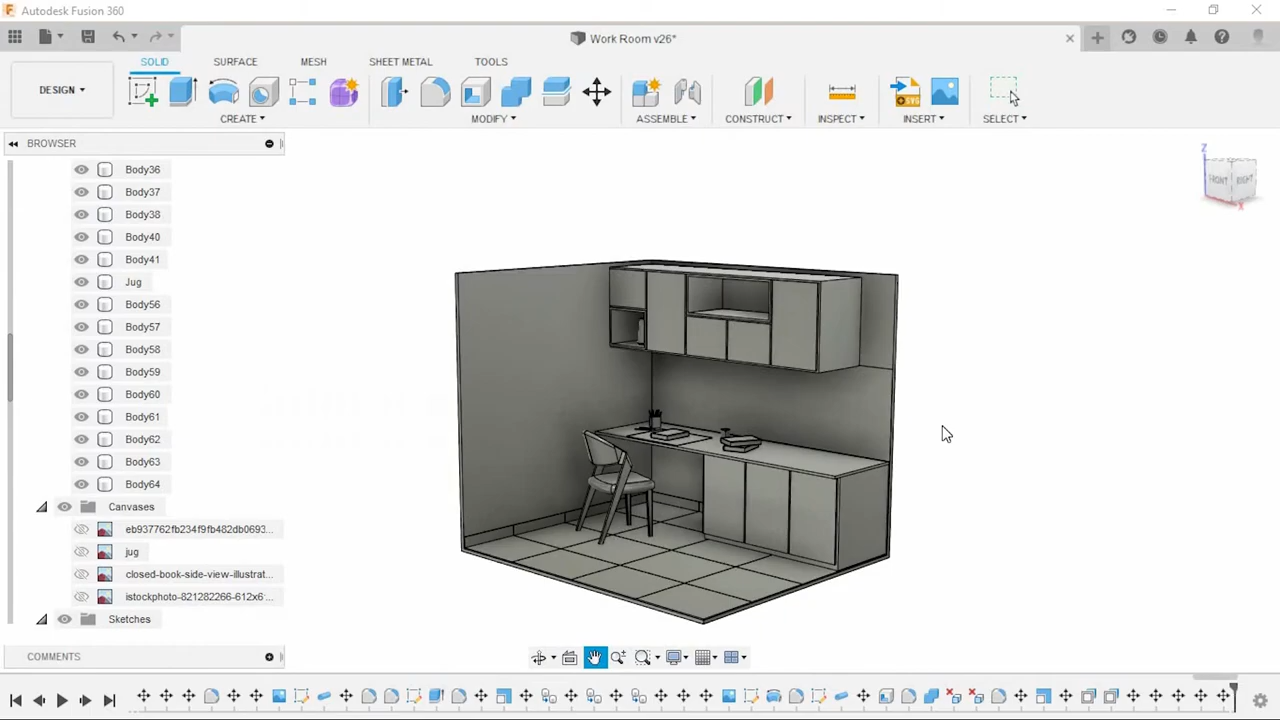 Autodesk Fusion 360
Work Room v26*
SOLID SURFACE MESH SHEET METAL TOOLS
DESIGN
CREATE MODIFY ASSEMBLE CONSTRUCT INSPECT INSERT SELECT
BROWSER
Body36
Body37
Body38
Body40
Body41
Jug
Body56
Body57
Body58
Body59
Body60
Body61
Body62
Body63
Body64
Canvases
eb937762fb234f9fb482db0693...
jug
closed-book-side-view-illustrat...
istockphoto-821282266-612x6...
Sketches
COMMENTS
Z
FRONT RIGHT
X